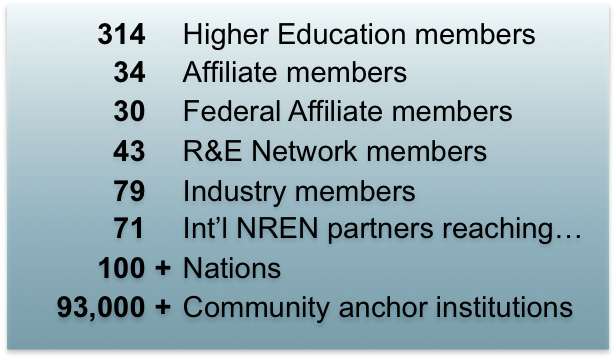 314 Higher Education members
34 Affiliate members
30 Federal Affiliate members
43 R&E Network members
79 Industry members
71 Int’l NREN partners reaching…
100 + Nations
93,000 + Community anchor institutions